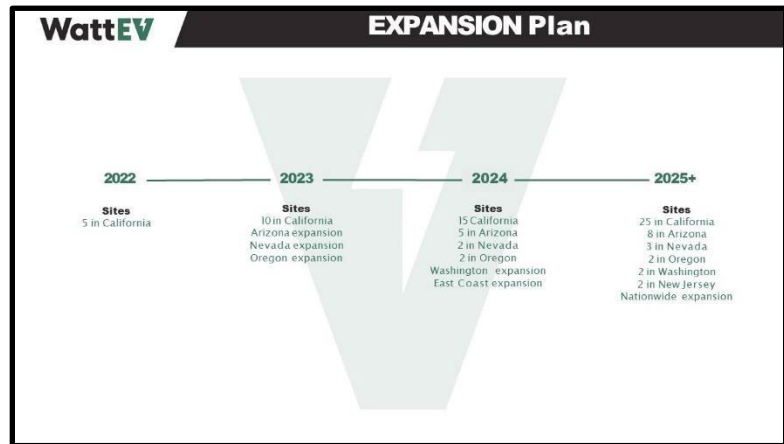 WattEV
EXPANSION Plan
2022
2023
2024
2025+
Sites
5 in California
Sites
10 in California
Arizona expansion
Nevada expansion
Oregon expansion
Sites
15 California
5 in Arizona
2 in Nevada
2 in Oregon
Washington expansion
East Coast expansion
Sites
25 in California
8 in Arizona
3 in Nevada
2 in Oregon
2 in Washington
2 in New Jersey
Nationwide expansion